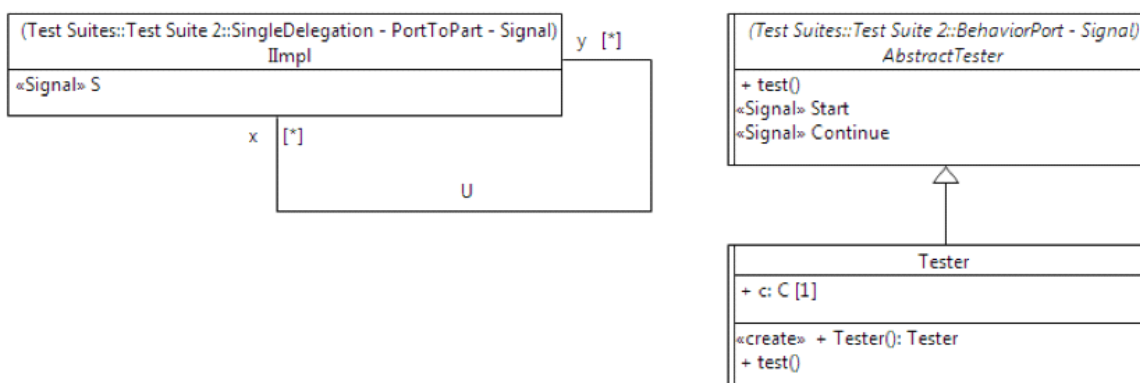 (Test Suites::Test Suite 2::SingleDelegation - PortToPart - Signal)
IImpl
«Signal» S
y [*]
x [*]
U
(Test Suites::Test Suite 2::BehaviorPort - Signal)
AbstractTester
+ test()
«Signal» Start
«Signal» Continue
Tester
+ c: C [1]
«create» + Tester(): Tester
+ test()